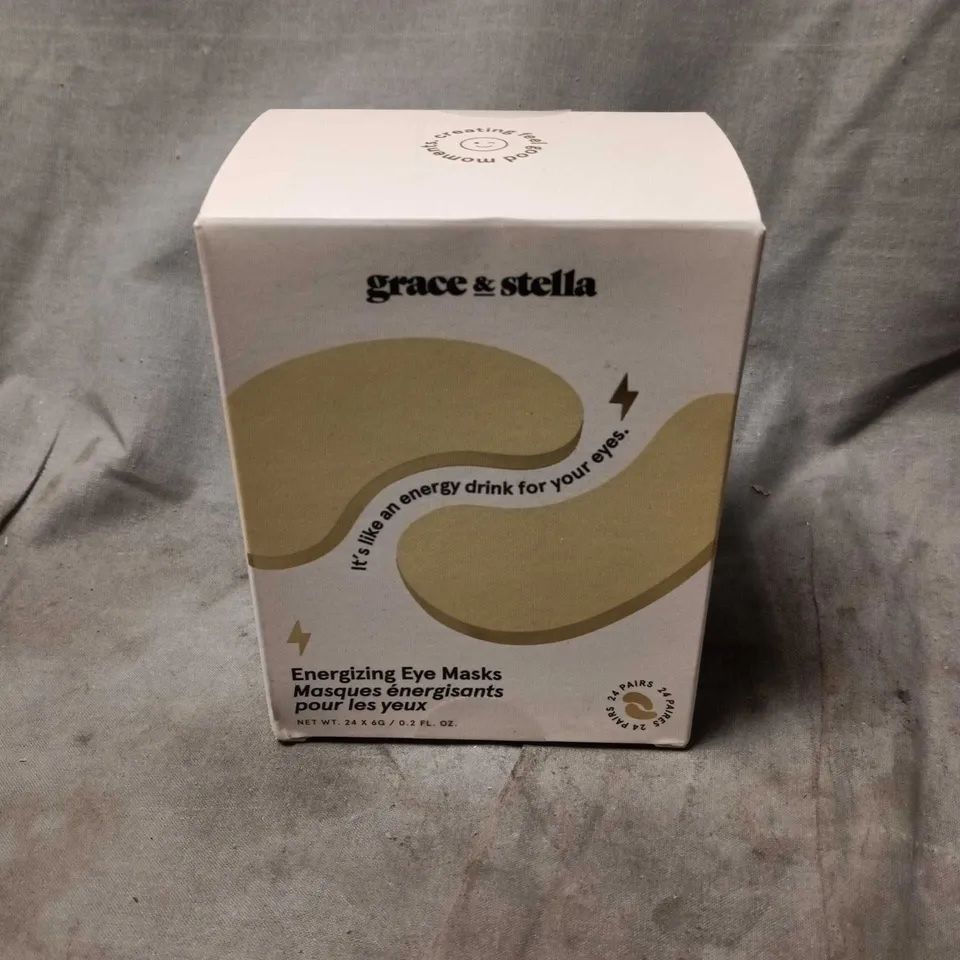 creating feel good moments.
grace & stella
It's like an energy drink for your eyes.
Energizing Eye Masks
Masques énergisants
pour les yeux
NET WT. 24 X 6G / 0.2 FL. OZ.
24 PAIRS 24 PAIRES 24 PAIRS